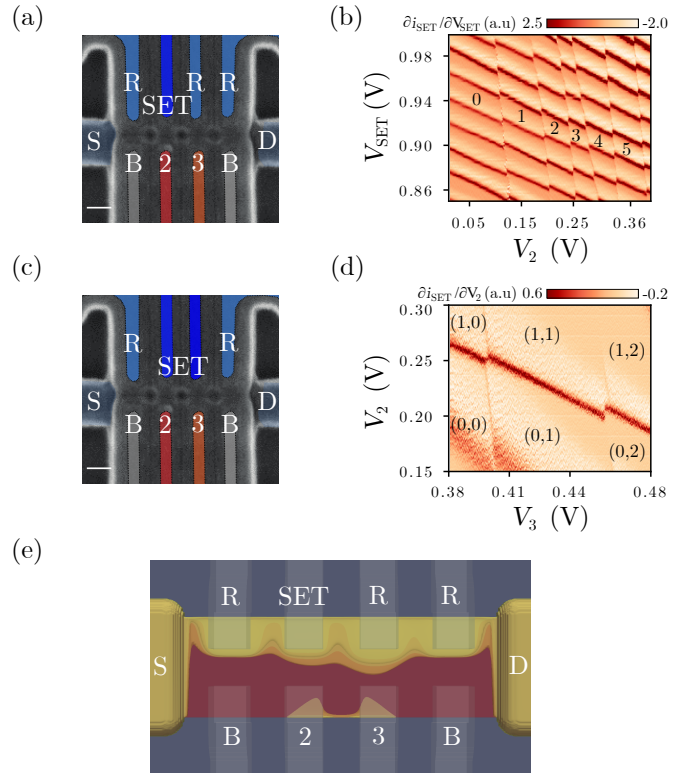 (a)
R R R
SET
S D
B 2 3 B
(b)
∂i_SET/∂V_SET (a.u) 2.5 -2.0
0.98
0.94
0.90
0.86
V_SET (V)
0 1 2 3 4 5
0.05 0.15 0.25 0.36
V_2 (V)
(c)
R R
SET
S D
B 2 3 B
(d)
∂i_SET/∂V_2 (a.u) 0.6 -0.2
0.30
0.25
0.20
0.15
V_2 (V)
(1,0) (1,1) (1,2)
(0,0) (0,1) (0,2)
0.38 0.41 0.44 0.48
V_3 (V)
(e)
R SET R R
S D
B 2 3 B